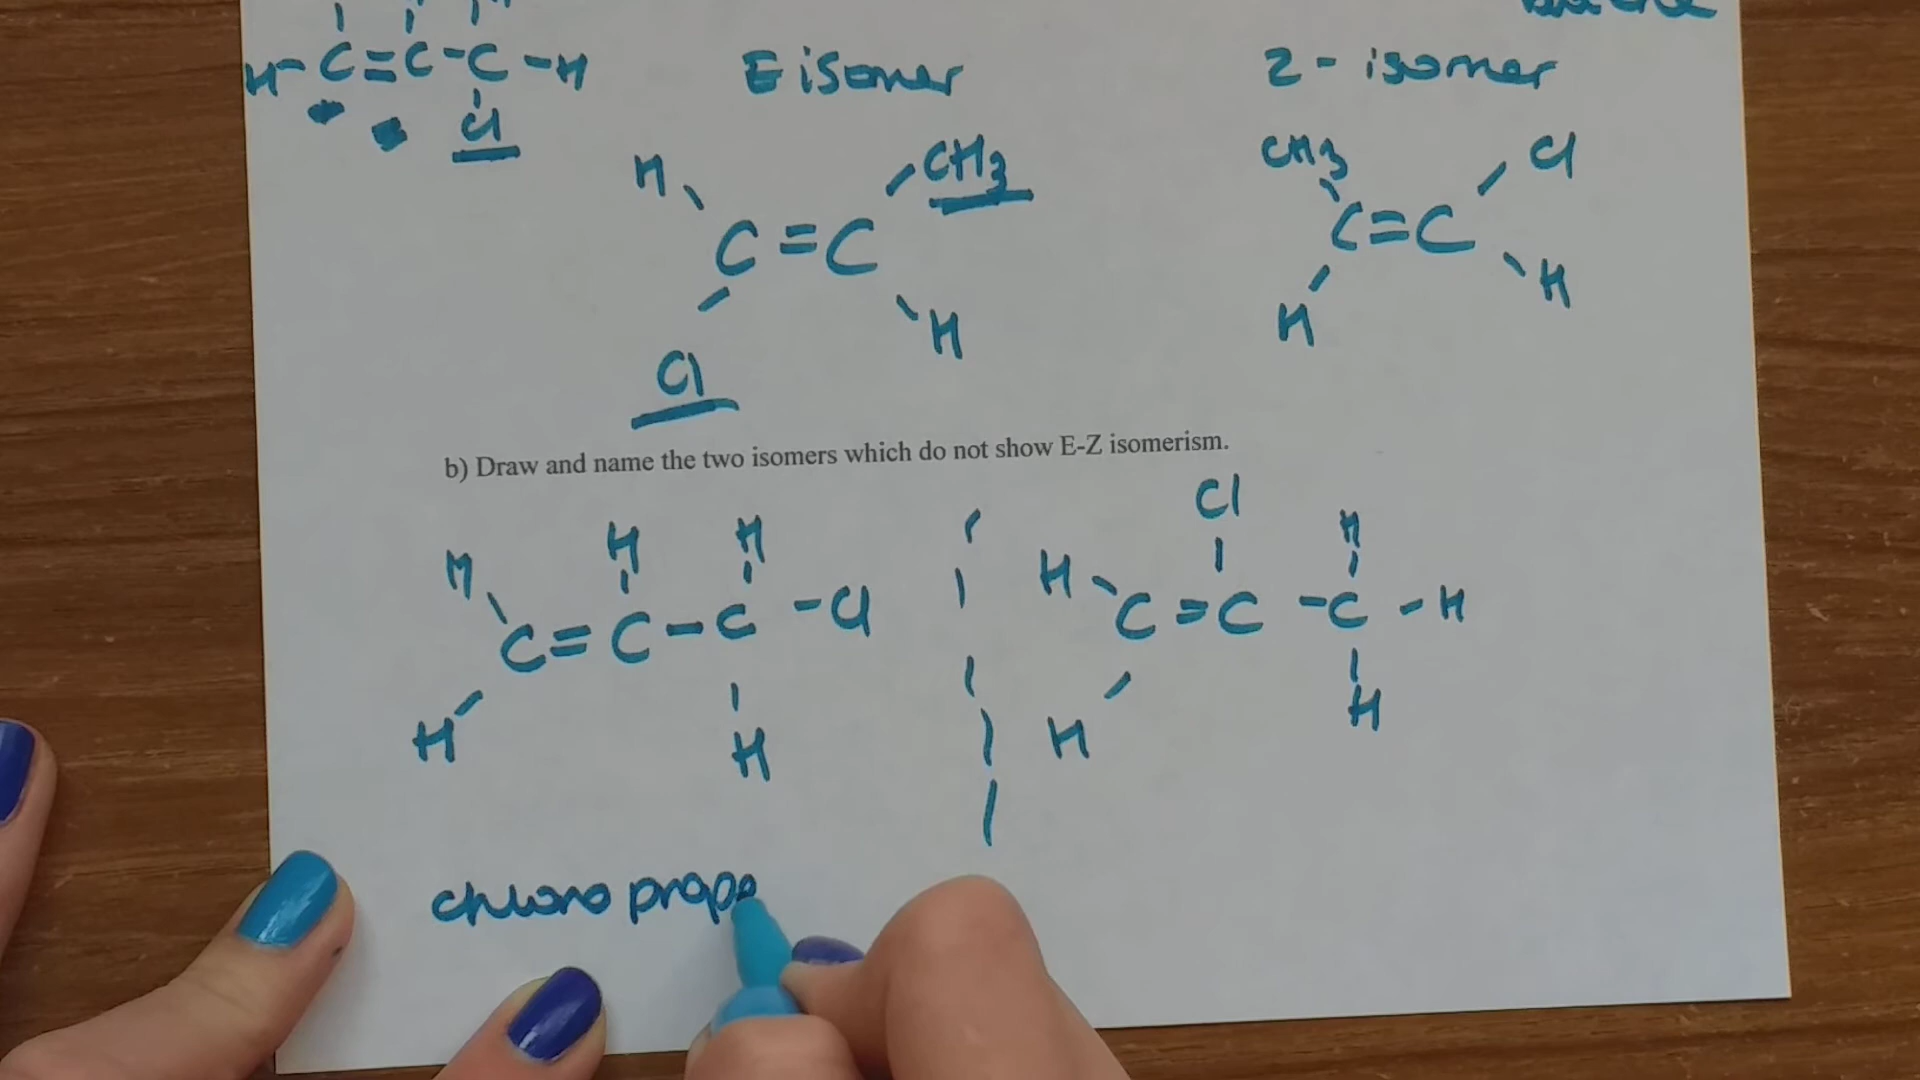 H-C=C-C-H
Cl
E isomer
Z - isomer
H
CH3
C=C
Cl
H
CH3
Cl
C=C
H
H
b) Draw and name the two isomers which do not show E-Z isomerism.
H H H
C=C-C-Cl
H H
Cl H
H C=C-C-H
H H
chloro prope